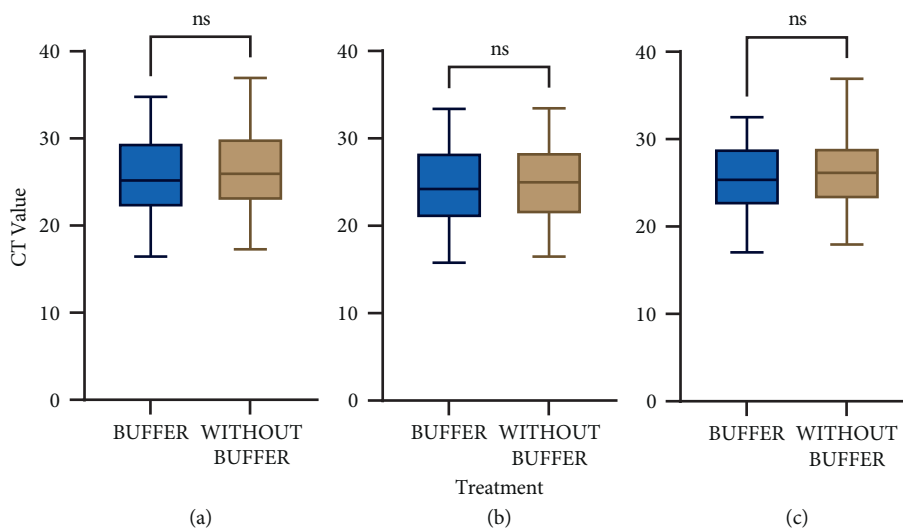 CT Value
40
30
20
10
0
ns
BUFFER
WITHOUT
BUFFER
(a)
40
30
20
10
0
ns
BUFFER
WITHOUT
BUFFER
Treatment
(b)
40
30
20
10
0
ns
BUFFER
WITHOUT
BUFFER
(c)